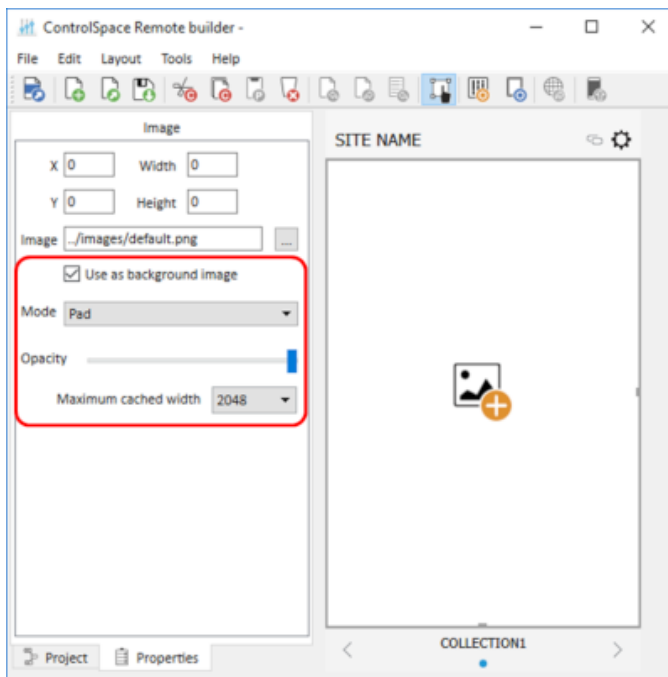 ControlSpace Remote builder -
File Edit Layout Tools Help
Image
X 0 Width 0
Y 0 Height 0
Image ../images/default.png ...
Use as background image
Mode Pad
Opacity
Maximum cached width 2048
Project Properties
SITE NAME
COLLECTION1